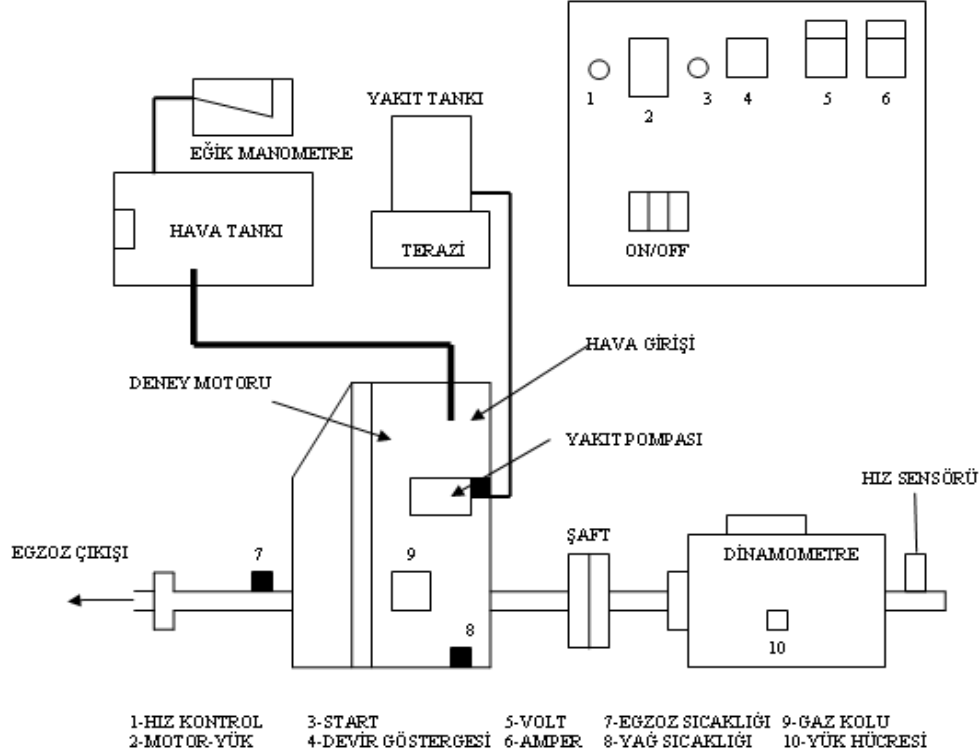 1
2
3
4
5
6
ON/OFF
YAKIT TANKI
EĞİK MANOMETRE
HAVA TANKI
TERAZİ
HAVA GİRİŞİ
DENEY MOTORU
YAKIT POMPASI
HIZ SENSÖRÜ
ŞAFT
EGZOZ ÇIKIŞI
7
9
DİNAMOMETRE
8
10
1-HIZ KONTROL 3-START 5-VOLT 7-EGZOZ SICAKLIĞI 9-GAZ KOLU
2-MOTOR-YÜK 4-DEVİR GÖSTERGESİ 6-AMPER 8-YAĞ SICAKLIĞI 10-YÜK HÜCRESİ